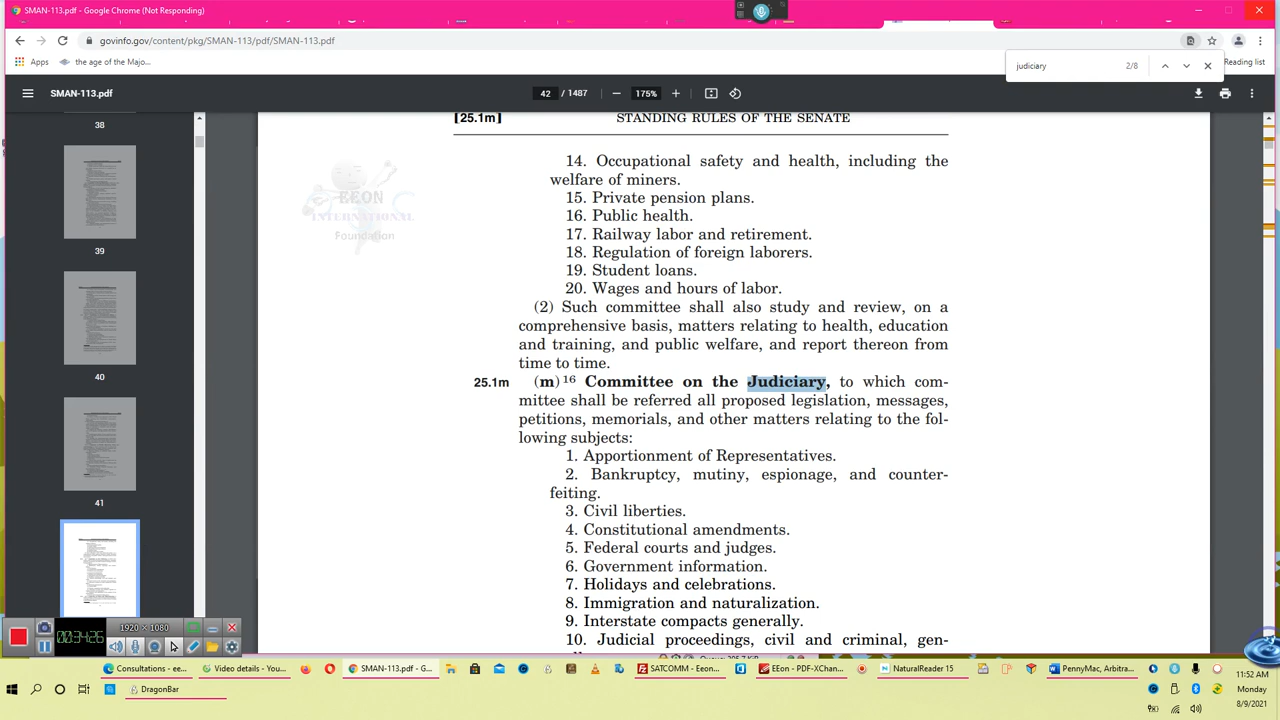 SMAN-113.pdf - Google Chrome (Not Responding)
govinfo.gov/content/pkg/SMAN-113/pdf/SMAN-113.pdf
Apps
the age of the Majo...
judiciary 2/8
Reading list
SMAN-113.pdf
42 / 1487
175%
38
39
40
41
EEON
INTERNATIONAL
Foundation
[25.1m] STANDING RULES OF THE SENATE
14. Occupational safety and health, including the
welfare of miners.
15. Private pension plans.
16. Public health.
17. Railway labor and retirement.
18. Regulation of foreign laborers.
19. Student loans.
20. Wages and hours of labor.
(2) Such committee shall also study and review, on a
comprehensive basis, matters relating to health, education
and training, and public welfare, and report thereon from
time to time.
25.1m (m)16 Committee on the Judiciary, to which com-
mittee shall be referred all proposed legislation, messages,
petitions, memorials, and other matters relating to the fol-
lowing subjects:
1. Apportionment of Representatives.
2. Bankruptcy, mutiny, espionage, and counter-
feiting.
3. Civil liberties.
4. Constitutional amendments.
5. Federal courts and judges.
6. Government information.
7. Holidays and celebrations.
8. Immigration and naturalization.
9. Interstate compacts generally.
10. Judicial proceedings, civil and criminal, gen-
1920 × 1080
Consultations - ee...
Video details - You...
SMAN-113.pdf - G...
SATCOMM - Eeon...
EEon - PDF-XChan...
NaturalReader 15
PennyMac, Arbitra...
DragonBar
11:52 AM
Monday
8/9/2021